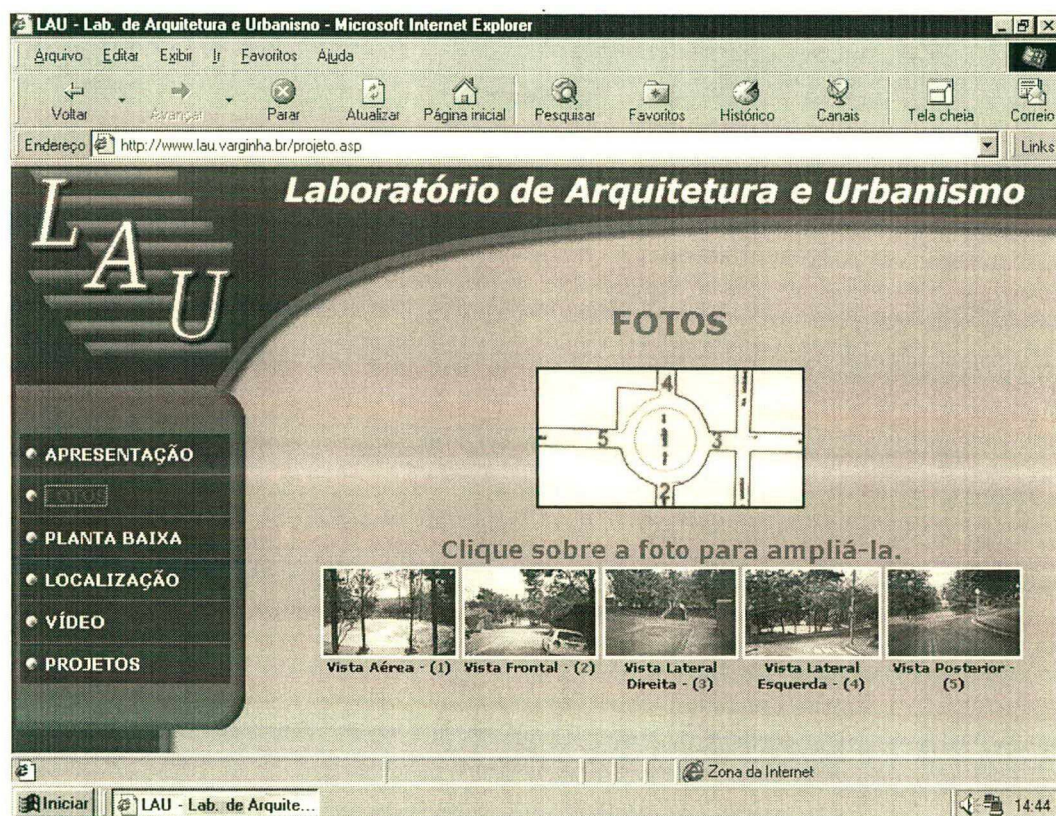 LAU - Lab. de Arquitetura e Urbanisno - Microsoft Internet Explorer
Arquivo Editar Exibir Ir Favoritos Ajuda
Voltar Avançar Parar Atualizar Página inicial Pesquisar Favoritos Histórico Canais Tela cheia Correio
Endereço http://www.lau.varginha.br/projeto.asp Links
LAU
Laboratório de Arquitetura e Urbanismo
FOTOS
4
5 1 3
2
APRESENTAÇÃO
FOTOS
PLANTA BAIXA
LOCALIZAÇÃO
VÍDEO
PROJETOS
Clique sobre a foto para ampliá-la.
Vista Aérea - (1)
Vista Frontal - (2)
Vista Lateral
Direita - (3)
Vista Lateral
Esquerda - (4)
Vista Posterior -
(5)
Zona da Internet
Iniciar LAU - Lab. de Arquite... 14:44